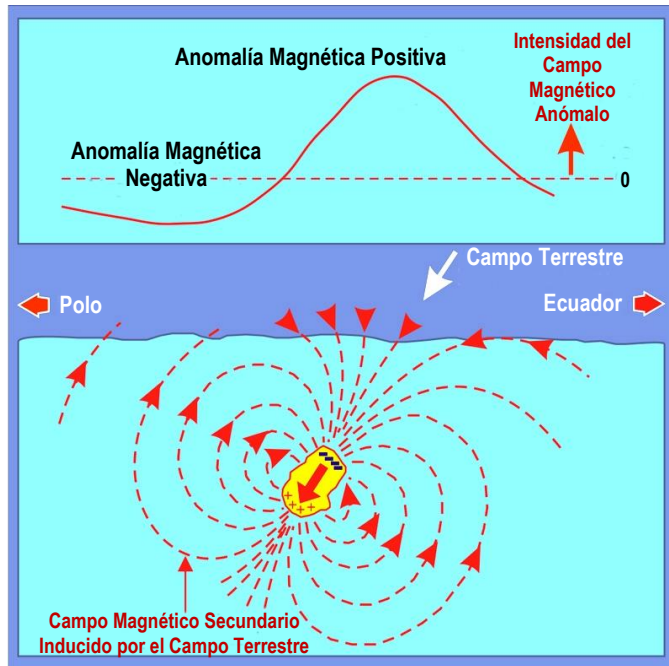 Anomalía Magnética Positiva
Intensidad del
Campo
Magnético
Anómalo
Anomalía Magnética
Negativa
0
Campo Terrestre
Polo
Ecuador
Campo Magnético Secundario
Inducido por el Campo Terrestre